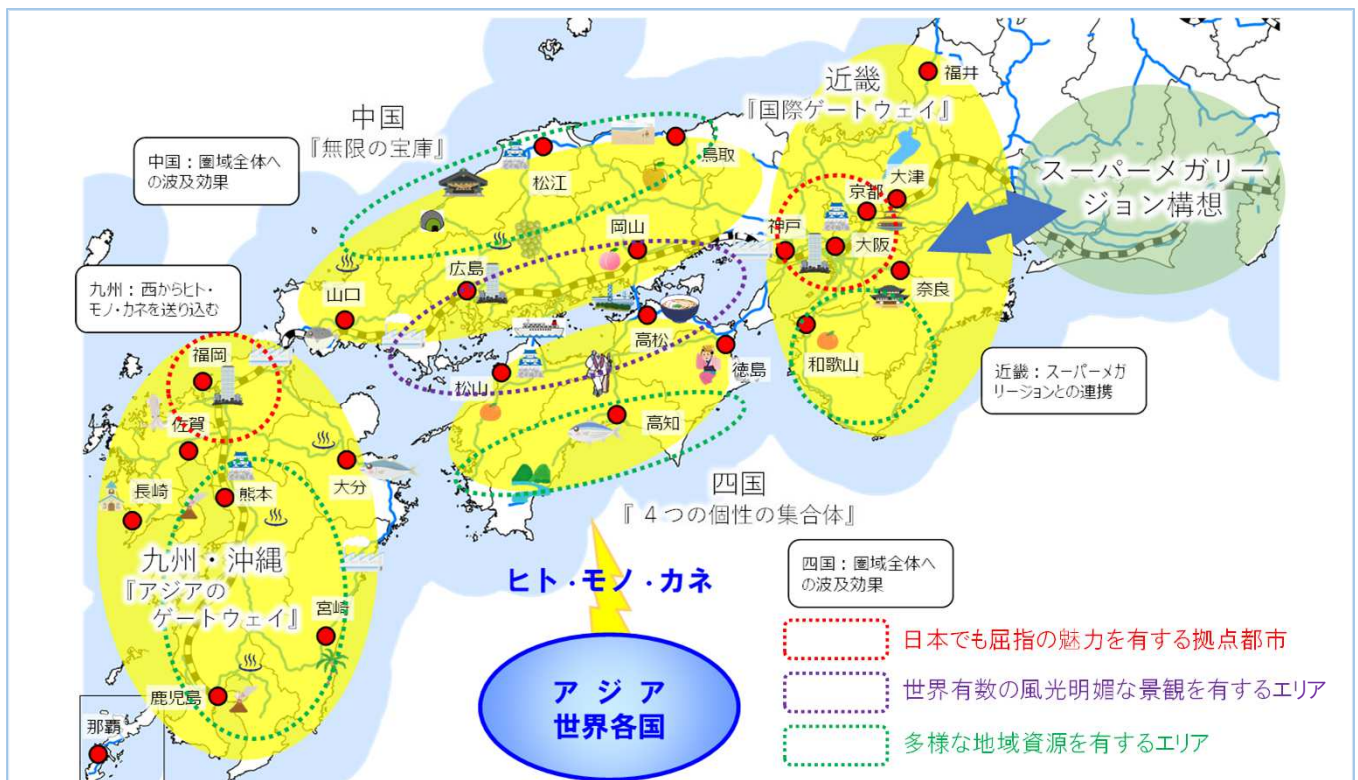 中国
『無限の宝庫』
中国：圏域全体へ
の波及効果
近畿
『国際ゲートウェイ』
福井
鳥取
松江
大津
京都
スーパーメガリー
ジョン構想
岡山
神戸
大阪
広島
奈良
九州：西からヒト・
モノ・カネを送り込む
山口
高松
徳島
和歌山
近畿：スーパーメガ
リージョンとの連携
福岡
松山
高知
佐賀
大分
四国
『４つの個性の集合体』
長崎
熊本
九州・沖縄
『アジアの
ゲートウェイ』
宮崎
鹿児島
那覇
ヒト・モノ・カネ
四国：圏域全体へ
の波及効果
アジア
世界各国
日本でも屈指の魅力を有する拠点都市
世界有数の風光明媚な景観を有するエリア
多様な地域資源を有するエリア